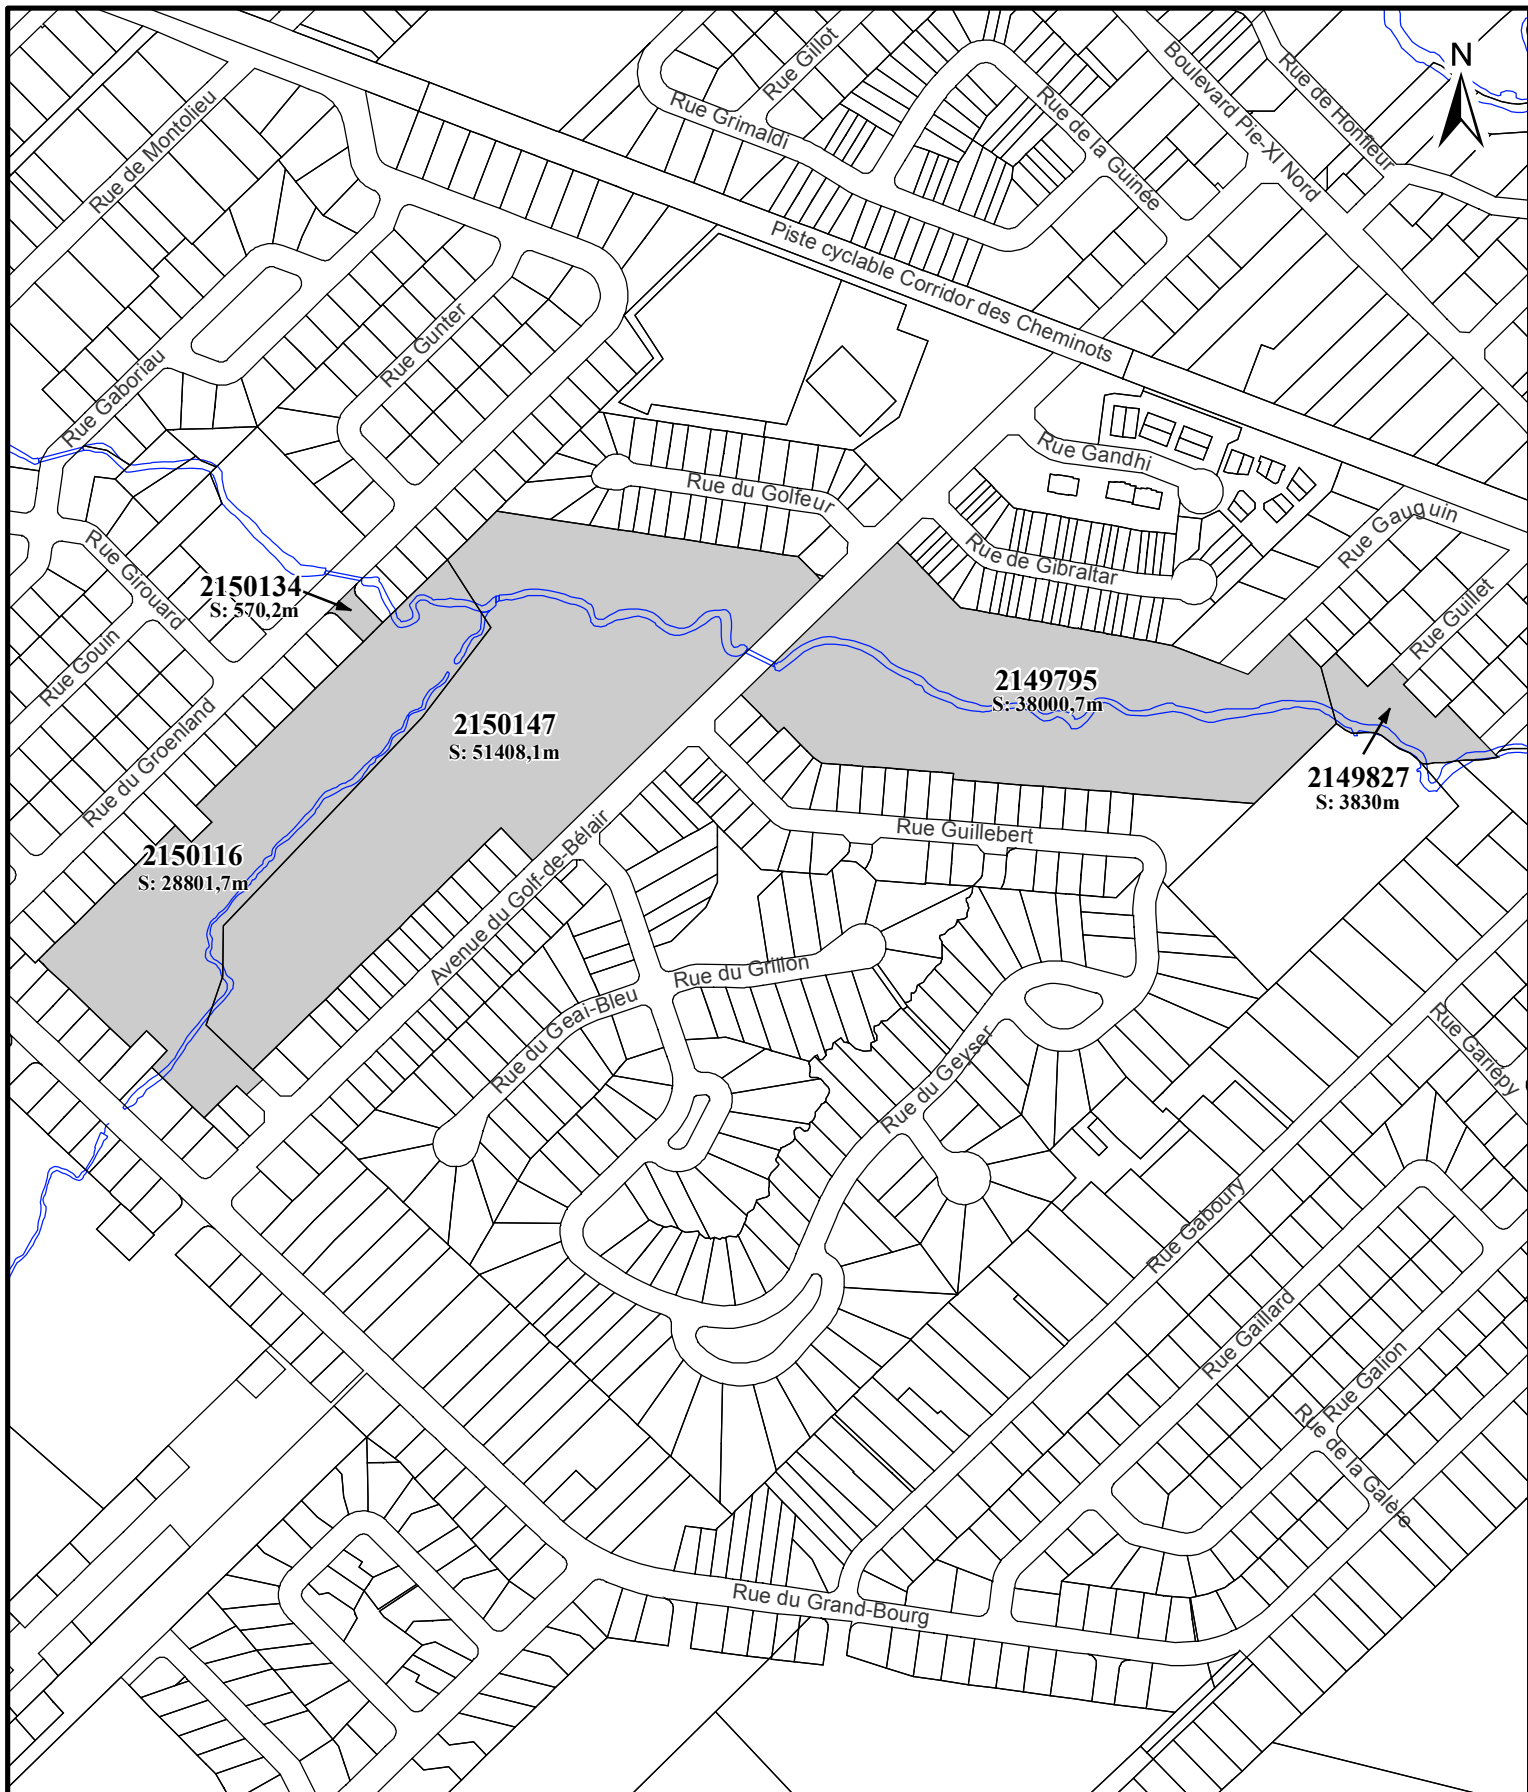 N
Rue Gillot
Rue Grimaldi
Rue de la Guinée
Boulevard Pie-XI Nord
Rue de Honfleur
Rue de Montolieu
Piste cyclable Corridor des Cheminots
Rue Gunter
Rue Gaboriau
Rue du Golfeur
Rue Gandhi
Rue Gauguin
Rue de Gibraltar
Rue Guillet
Rue Girouard
2150134
S: 570,2m
Rue Gouin
2149795
S: 38000,7m
2150147
S: 51408,1m
Rue du Groenland
2149827
S: 3830m
2150116
S: 28801,7m
Avenue du Golf-de-Bélair
Rue Guillebert
Rue du Grillon
Rue du Geai-Bleu
Rue du Geyser
Rue Gariépy
Rue Gaboury
Rue Gaillard
Rue Galion
Rue de la Galère
Rue du Grand-Bourg